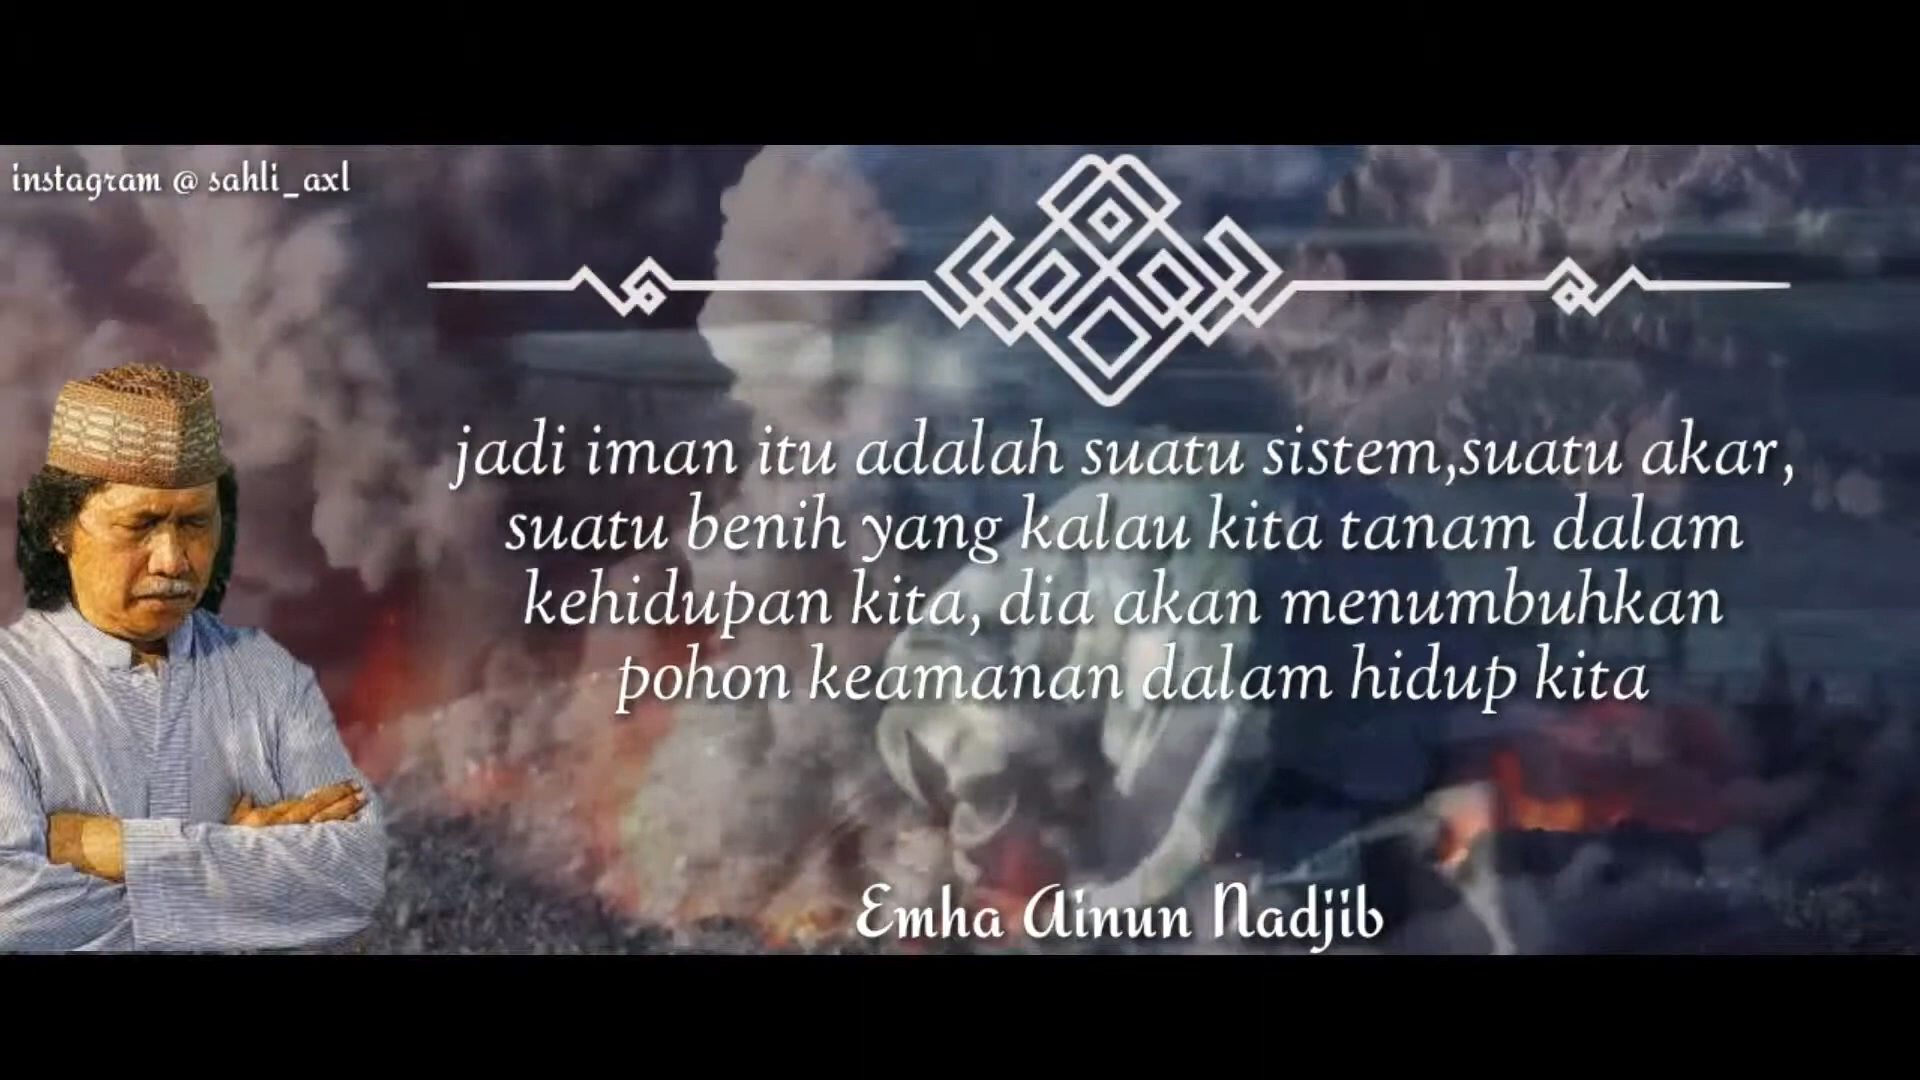 instagram @ sahli_axl
jadi iman itu adalah suatu sistem,suatu akar,
suatu benih yang kalau kita tanam dalam
kehidupan kita, dia akan menumbuhkan
pohon keamanan dalam hidup kita
Emha Ainun Nadjib